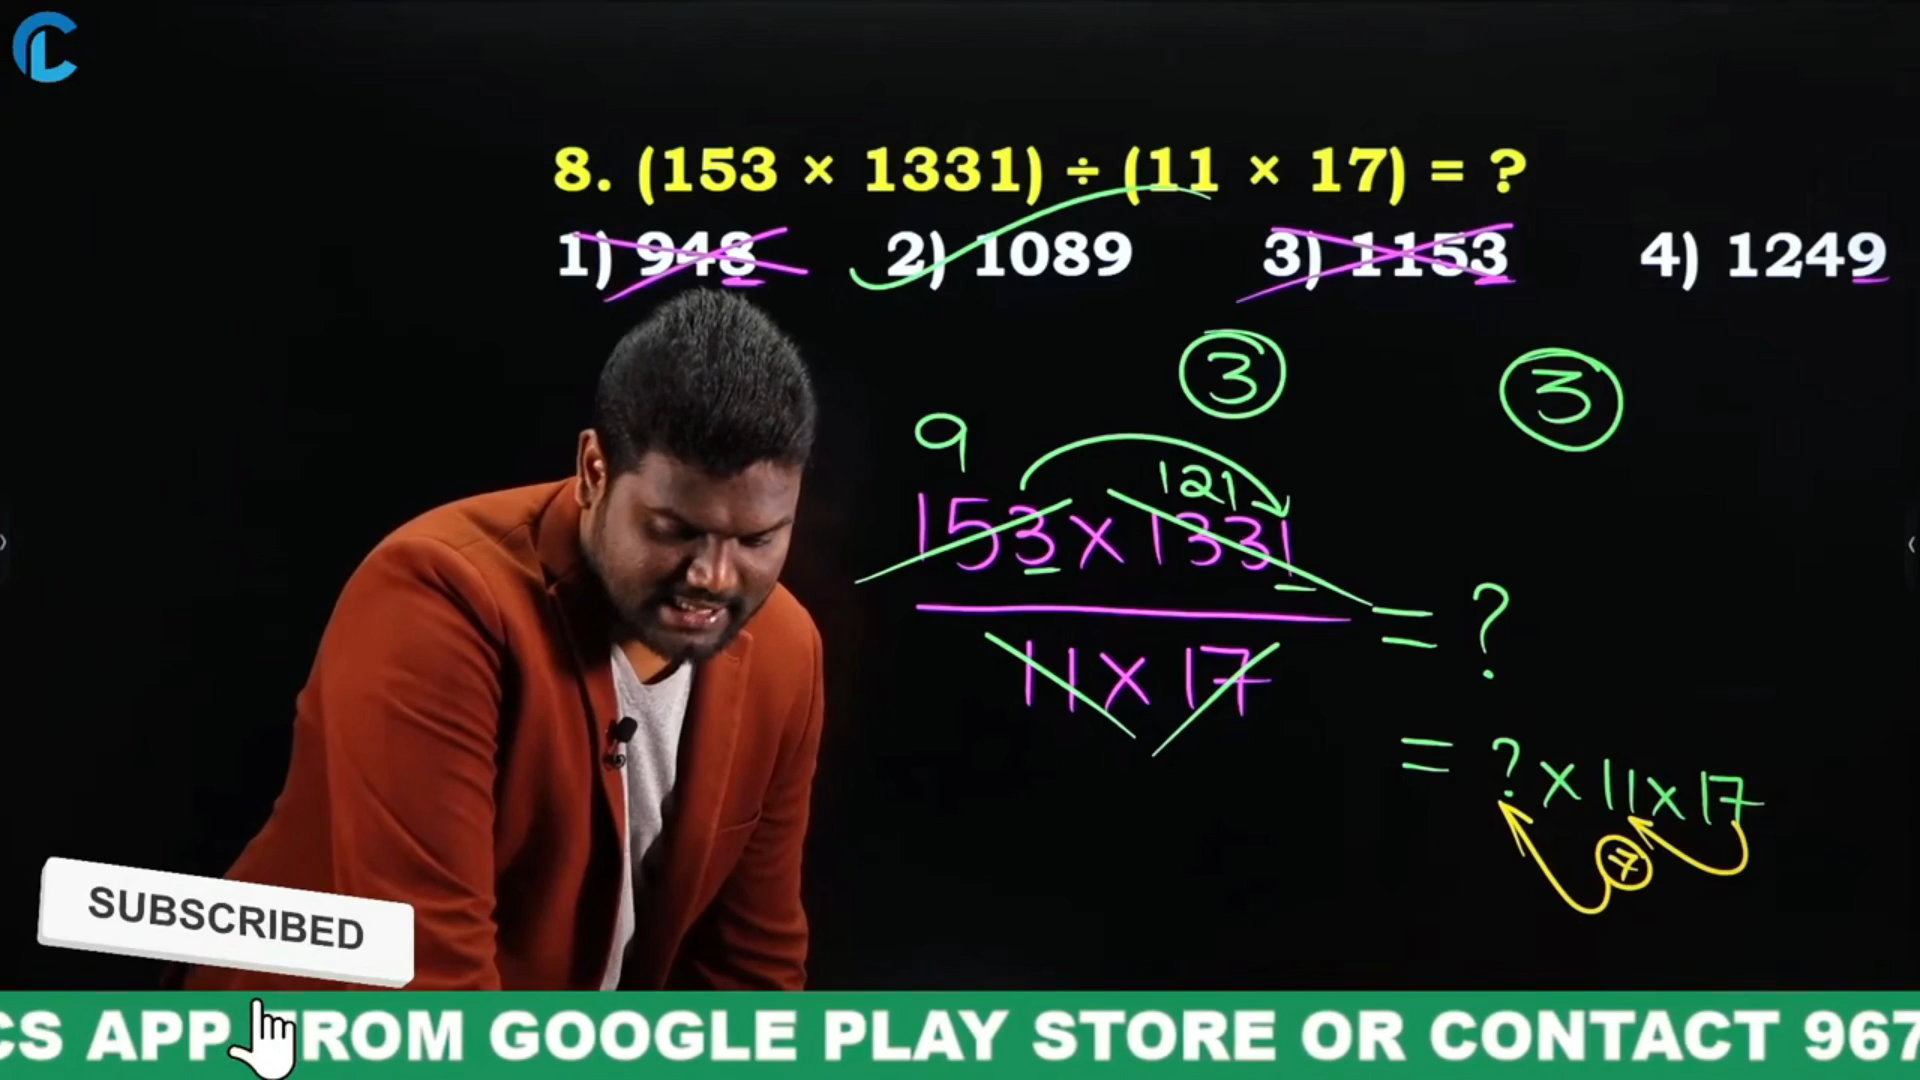 8. (153 × 1331) ÷ (11 × 17) = ?
1) 948 2) 1089 3) 1153 4) 1249
3 3
9
121
153 × 1331
= ?
11 × 17
= ? × 11 × 17
7
SUBSCRIBED
CS APP FROM GOOGLE PLAY STORE OR CONTACT 967